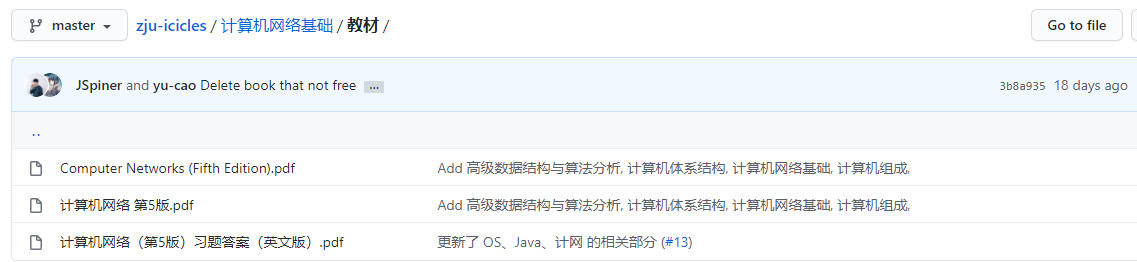 master zju-icicles / 计算机网络基础 / 教材 / Go to file
JSpiner and yu-cao Delete book that not free ... 3b8a935 18 days ago
..
Computer Networks (Fifth Edition).pdf Add 高级数据结构与算法分析, 计算机体系结构, 计算机网络基础, 计算机组成,
计算机网络 第5版.pdf Add 高级数据结构与算法分析, 计算机体系结构, 计算机网络基础, 计算机组成,
计算机网络（第5版）习题答案（英文版）.pdf 更新了 OS、Java、计网 的相关部分 (#13)